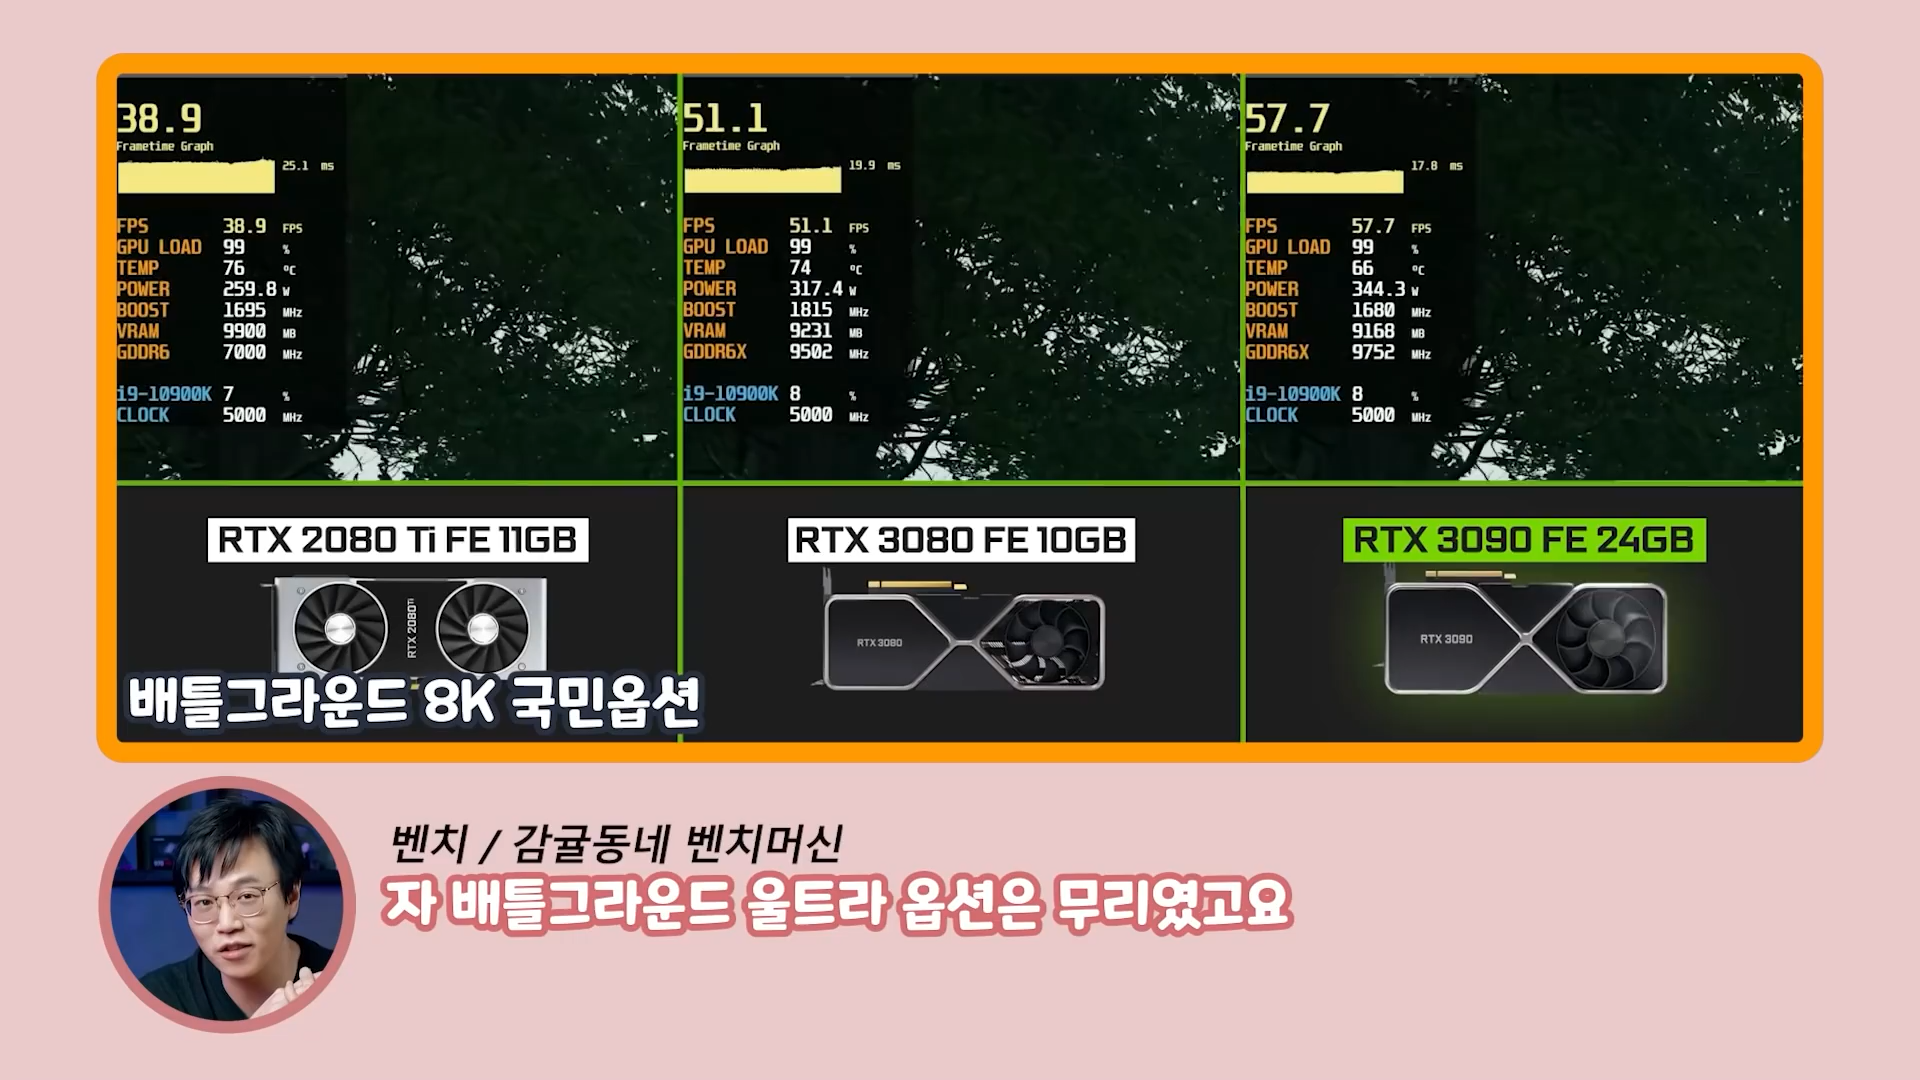 38.9
Frametime Graph
25.1 ms
FPS 38.9 FPS
GPU LOAD 99 %
TEMP 76 ºC
POWER 259.8 W
BOOST 1695 MHz
VRAM 9900 MB
GDDR6 7000 MHz
i9-10900K 7 %
CLOCK 5000 MHz
51.1
Frametime Graph
19.9 ms
FPS 51.1 FPS
GPU LOAD 99 %
TEMP 74 ºC
POWER 317.4 W
BOOST 1815 MHz
VRAM 9231 MB
GDDR6X 9502 MHz
i9-10900K 8 %
CLOCK 5000 MHz
57.7
Frametime Graph
17.8 ms
FPS 57.7 FPS
GPU LOAD 99 %
TEMP 66 ºC
POWER 344.3 W
BOOST 1680 MHz
VRAM 9168 MB
GDDR6X 9752 MHz
i9-10900K 8 %
CLOCK 5000 MHz
RTX 2080 Ti FE 11GB
RTX 3080 FE 10GB
RTX 3090 FE 24GB
RTX 2080Ti
RTX 3080
RTX 3090
배틀그라운드 8K 국민옵션
벤치 / 감귤동네 벤치머신
자 배틀그라운드 울트라 옵션은 무리였고요